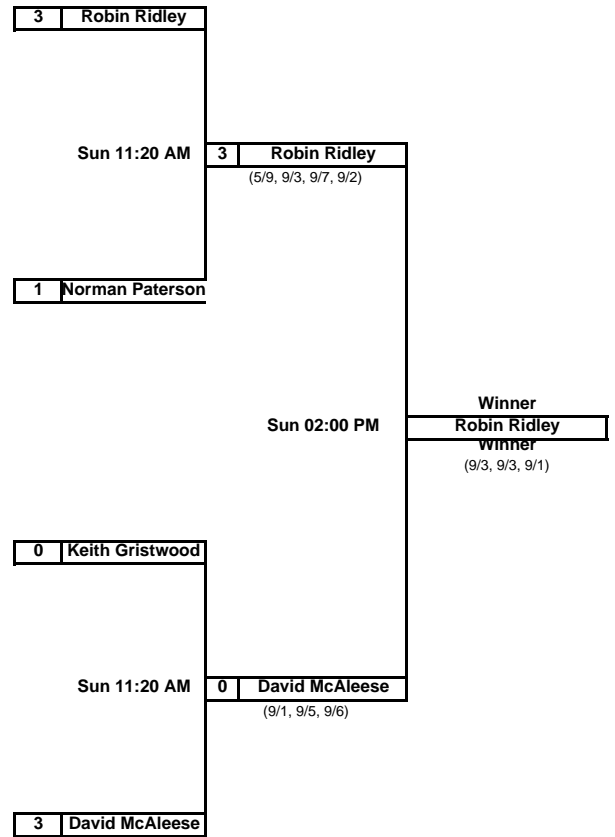 3 Robin Ridley
Sun 11:20 AM
3 Robin Ridley
(5/9, 9/3, 9/7, 9/2)
1 Norman Paterson
Winner
Sun 02:00 PM
Robin Ridley
Winner
(9/3, 9/3, 9/1)
0 Keith Gristwood
Sun 11:20 AM
0 David McAleese
(9/1, 9/5, 9/6)
3 David McAleese